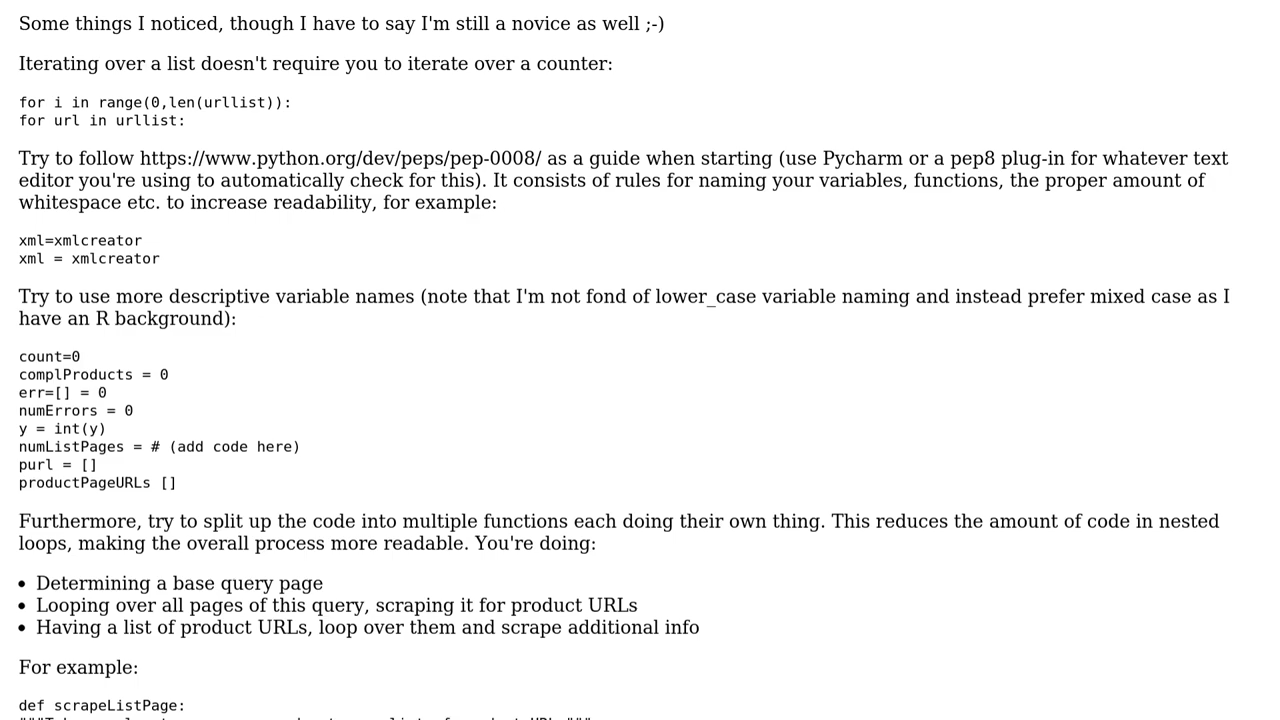 Some things I noticed, though I have to say I'm still a novice as well ;-)
Iterating over a list doesn't require you to iterate over a counter:
for i in range(0,len(urllist)):
for url in urllist:
Try to follow https://www.python.org/dev/peps/pep-0008/ as a guide when starting (use Pycharm or a pep8 plug-in for whatever text
editor you're using to automatically check for this). It consists of rules for naming your variables, functions, the proper amount of
whitespace etc. to increase readability, for example:
xml=xmlcreator
xml = xmlcreator
Try to use more descriptive variable names (note that I'm not fond of lower_case variable naming and instead prefer mixed case as I
have an R background):
count=0
complProducts = 0
err=[] = 0
numErrors = 0
y = int(y)
numListPages = # (add code here)
purl = []
productPageURLs []
Furthermore, try to split up the code into multiple functions each doing their own thing. This reduces the amount of code in nested
loops, making the overall process more readable. You're doing:
• Determining a base query page
• Looping over all pages of this query, scraping it for product URLs
• Having a list of product URLs, loop over them and scrape additional info
For example:
def scrapeListPage: